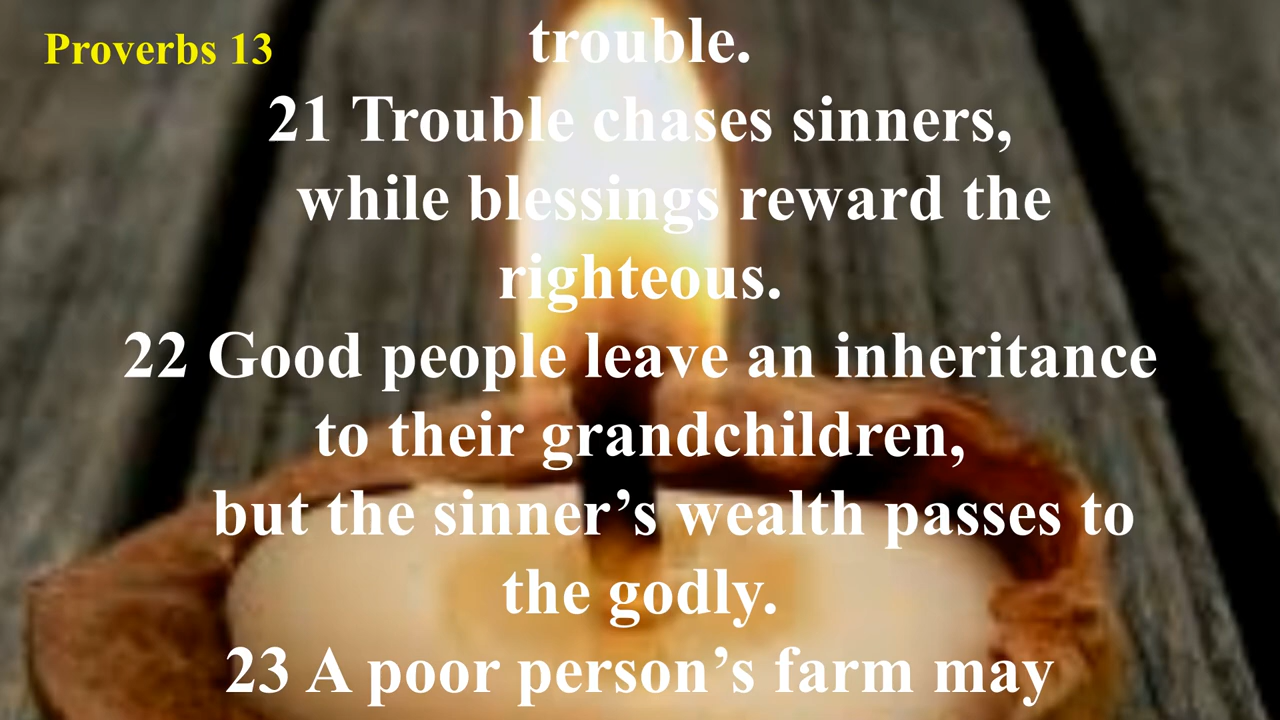 Proverbs 13
trouble.
21 Trouble chases sinners,
while blessings reward the
righteous.
22 Good people leave an inheritance
to their grandchildren,
but the sinner’s wealth passes to
the godly.
23 A poor person’s farm may